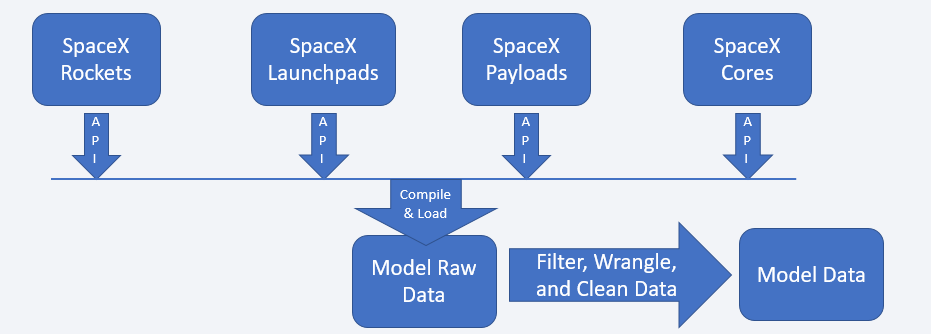 SpaceX
Rockets
SpaceX
Launchpads
SpaceX
Payloads
SpaceX
Cores
A
P
I
A
P
I
A
P
I
A
P
I
Compile
& Load
Model Raw
Data
Filter, Wrangle,
and Clean Data
Model Data